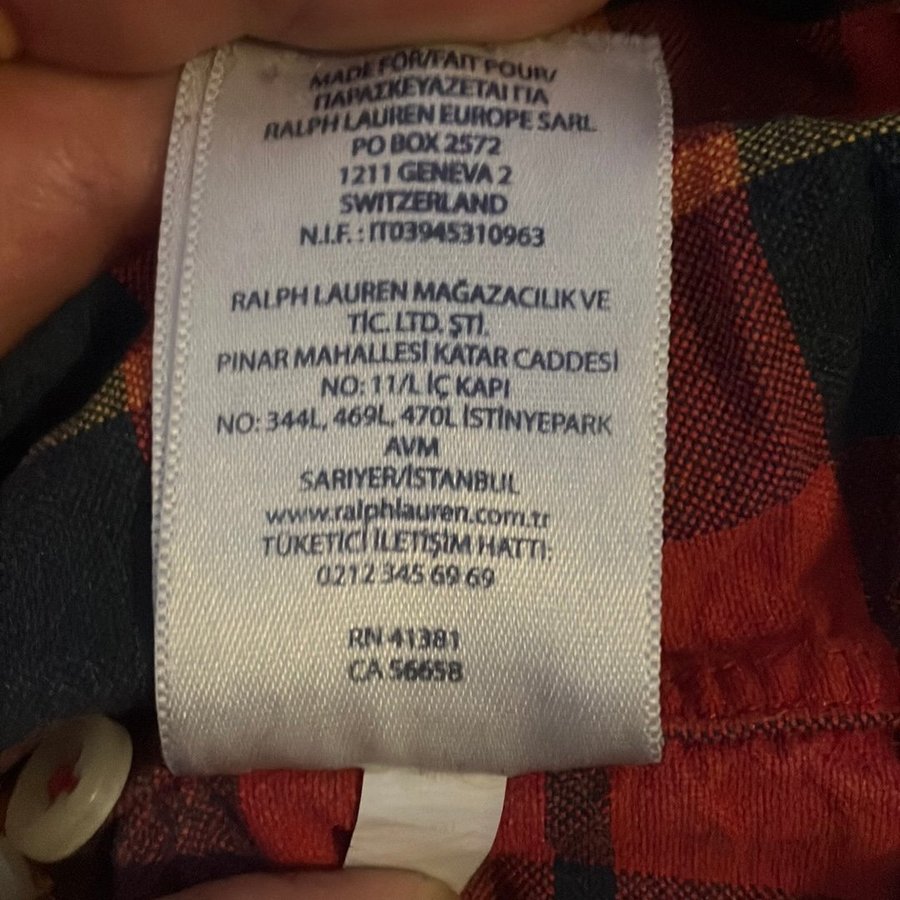 MADE FOR/FAIT POUR/
ΠΑΡΑΣΚΕΥΑΖΕΤΑΙ ΓΙΑ
RALPH LAUREN EUROPE SARL
PO BOX 2572
1211 GENEVA 2
SWITZERLAND
N.I.F. : IT03945310963
RALPH LAUREN MAĞAZACILIK VE
TİC. LTD. ŞTİ.
PINAR MAHALLESİ KATAR CADDESİ
NO: 11/L İÇ KAPI
NO: 344L, 469L, 470L İSTİNYEPARK
AVM
SARIYER/İSTANBUL
www.ralphlauren.com.tr
TÜKETİCİ İLETİŞİM HATTI:
0212 345 69 69
RN 41381
CA 56658